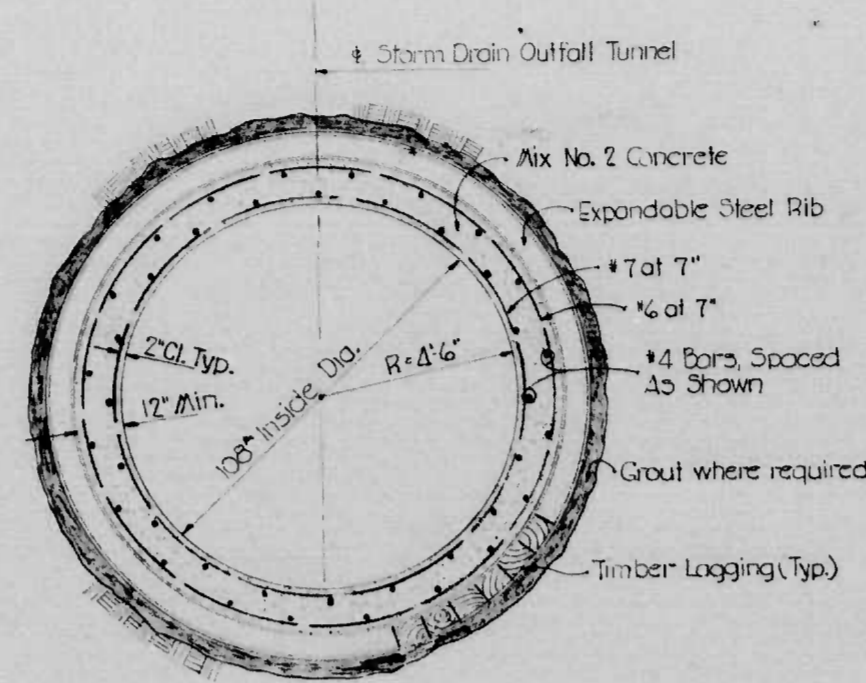 ℄ Storm Drain Outfall Tunnel
Mix No. 2 Concrete
Expandable Steel Rib
#7 at 7"
#6 at 7"
#4 Bars, Spaced
As Shown
2" Cl. Typ.
12" Min.
108" Inside Dia.
R=4'-6"
Grout where required
Timber Lagging (Typ.)